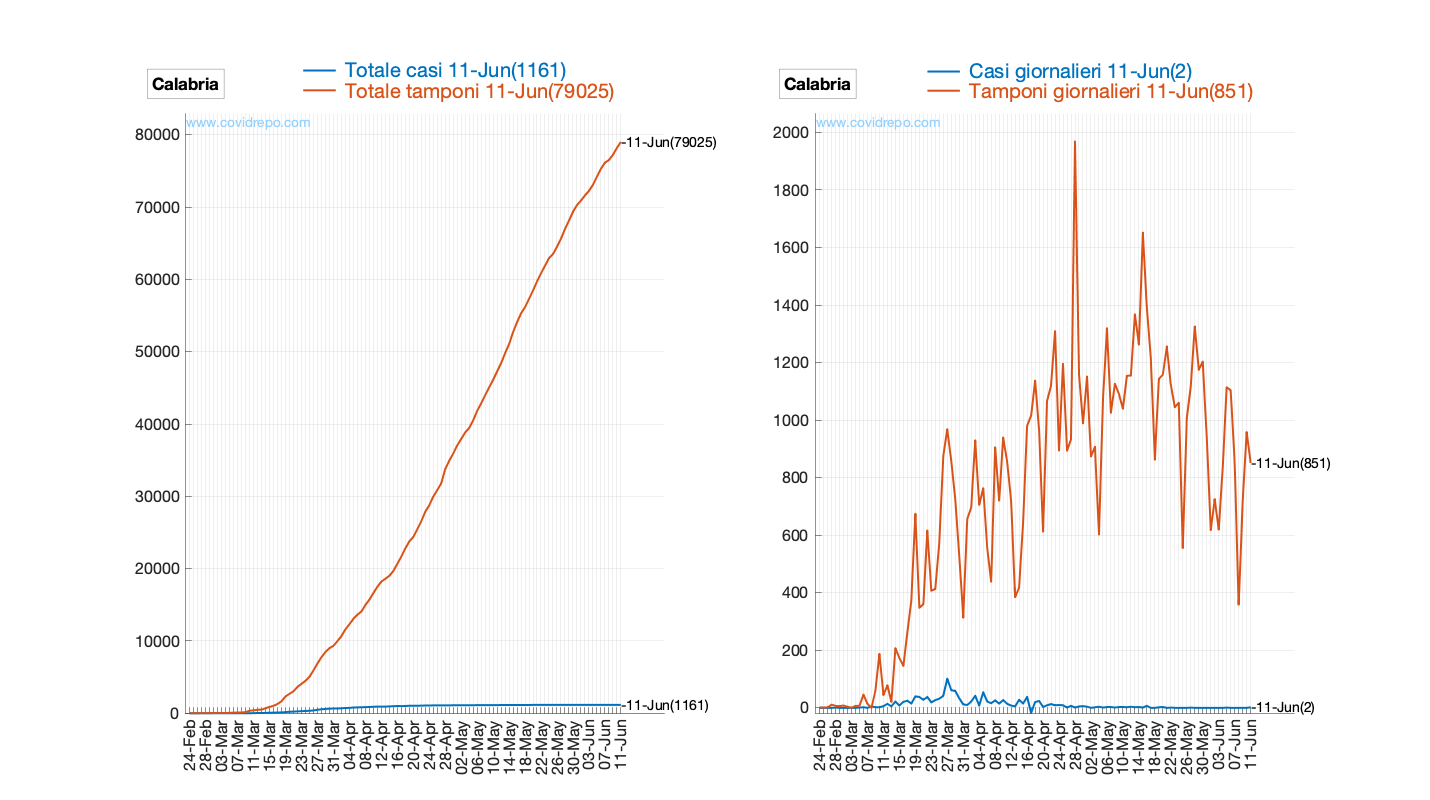 Calabria
Totale casi 11-Jun(1161)
Totale tamponi 11-Jun(79025)
www.covidrepo.com
80000
70000
60000
50000
40000
30000
20000
10000
0
-11-Jun(79025)
-11-Jun(1161)
24-Feb
28-Feb
03-Mar
07-Mar
11-Mar
15-Mar
19-Mar
23-Mar
27-Mar
31-Mar
04-Apr
08-Apr
12-Apr
16-Apr
20-Apr
24-Apr
28-Apr
02-May
06-May
10-May
14-May
18-May
22-May
26-May
30-May
03-Jun
07-Jun
11-Jun
Calabria
Casi giornalieri 11-Jun(2)
Tamponi giornalieri 11-Jun(851)
www.covidrepo.com
2000
1800
1600
1400
1200
1000
800
600
400
200
0
-11-Jun(851)
-11-Jun(2)
24-Feb
28-Feb
03-Mar
07-Mar
11-Mar
15-Mar
19-Mar
23-Mar
27-Mar
31-Mar
04-Apr
08-Apr
12-Apr
16-Apr
20-Apr
24-Apr
28-Apr
02-May
06-May
10-May
14-May
18-May
22-May
26-May
30-May
03-Jun
07-Jun
11-Jun